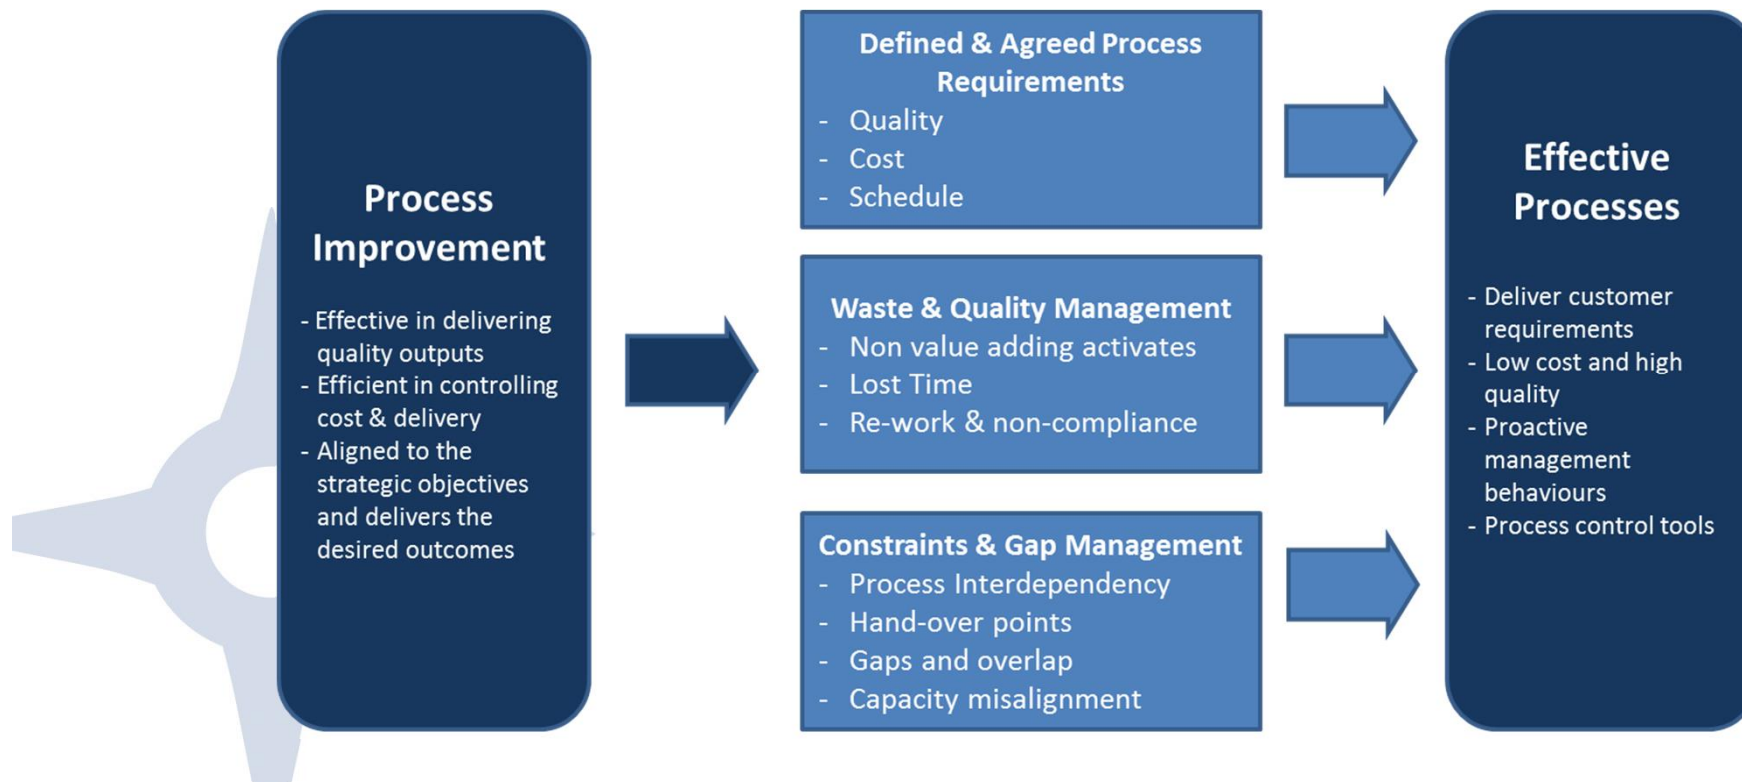 Process
Improvement
- Effective in delivering
quality outputs
- Efficient in controlling
cost & delivery
- Aligned to the
strategic objectives
and delivers the
desired outcomes
Defined & Agreed Process
Requirements
- Quality
- Cost
- Schedule
Waste & Quality Management
- Non value adding activates
- Lost Time
- Re-work & non-compliance
Constraints & Gap Management
- Process Interdependency
- Hand-over points
- Gaps and overlap
- Capacity misalignment
Effective
Processes
- Deliver customer
requirements
- Low cost and high
quality
- Proactive
management
behaviours
- Process control tools